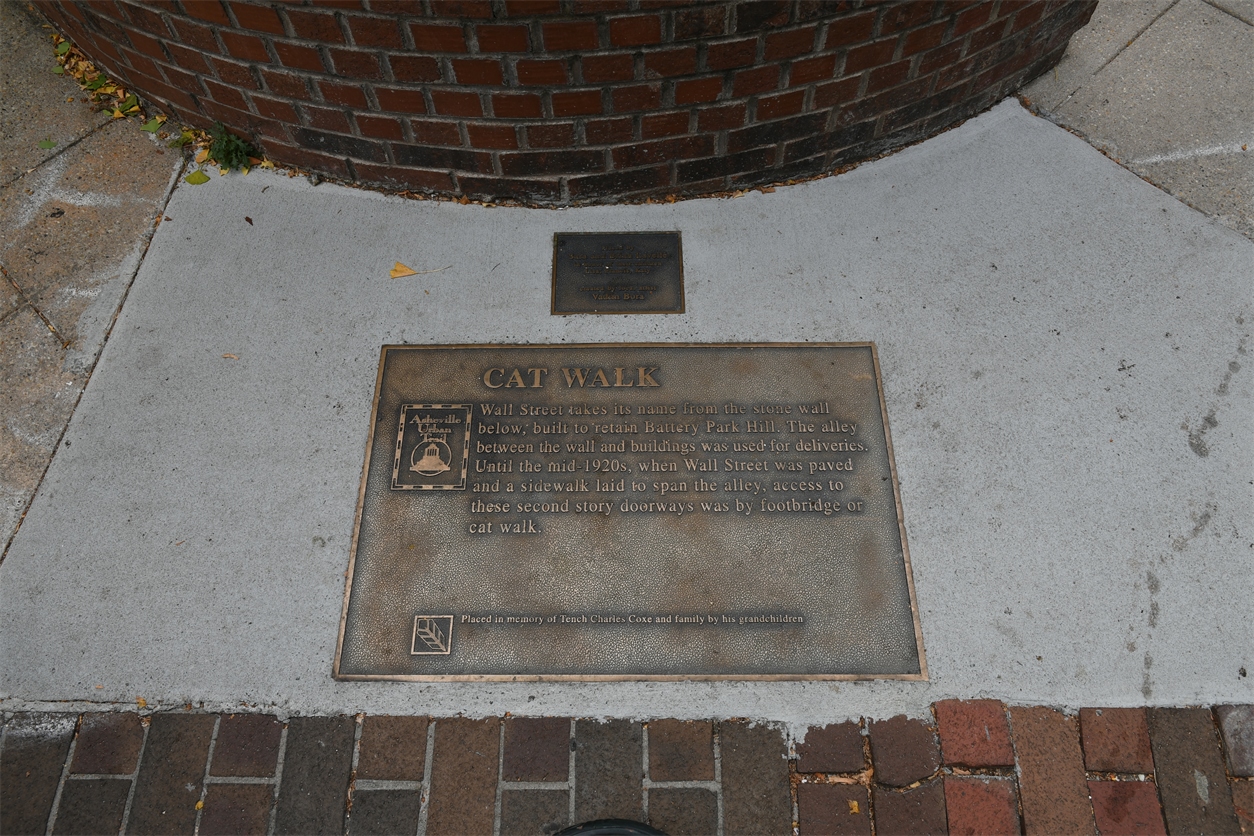 Vadim Bora
CAT WALK
Asheville
Urban
Trail
Wall Street takes its name from the stone wall
below, built to retain Battery Park Hill. The alley
between the wall and buildings was used for deliveries.
Until the mid-1920s, when Wall Street was paved
and a sidewalk laid to span the alley, access to
these second story doorways was by footbridge or
cat walk.
Placed in memory of Tench Charles Coxe and family by his grandchildren